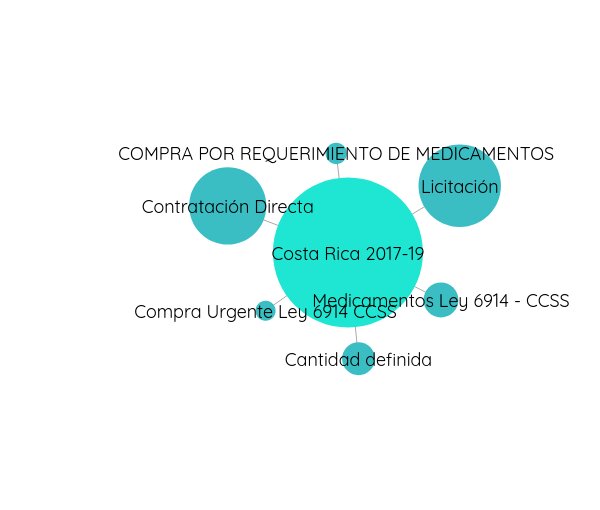 COMPRA POR REQUERIMIENTO DE MEDICAMENTOS
Licitación
Contratación Directa
Costa Rica 2017-19
Medicamentos Ley 6914 - CCSS
Compra Urgente Ley 6914 CCSS
Cantidad definida